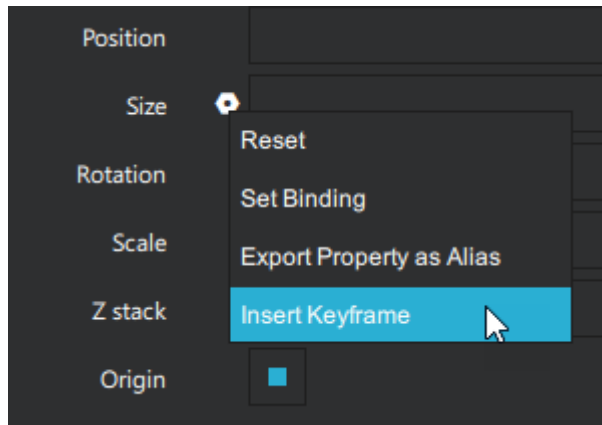 Position
Size
Reset
Set Binding
Rotation
Scale
Export Property as Alias
Z stack
Insert Keyframe
Origin